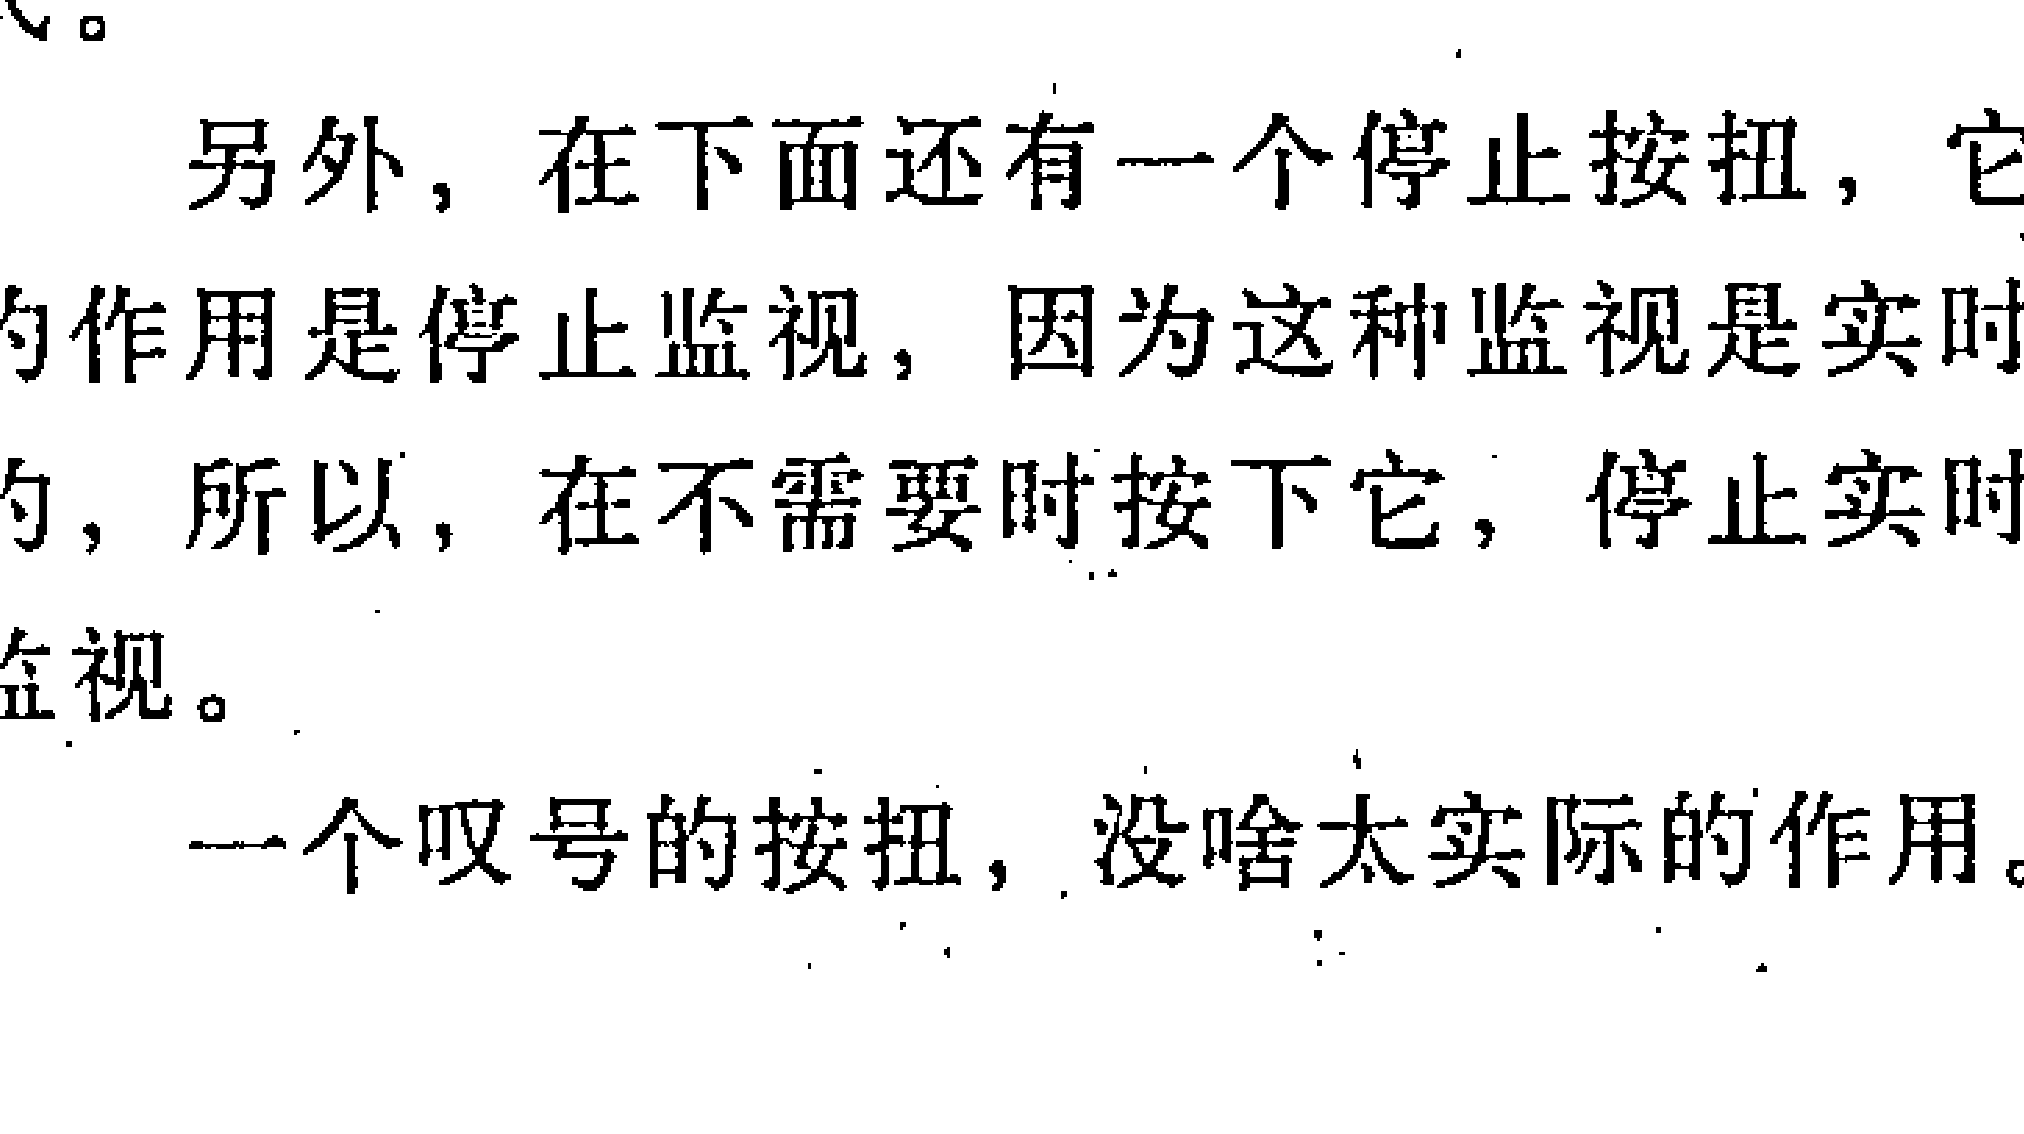 。
另外，在下面还有一个停止按扭，它
的作用是停止监视，因为这种监视是实时
的，所以，在不需要时按下它，停止实时
监视。
一个叹号的按扭，没啥太实际的作用。